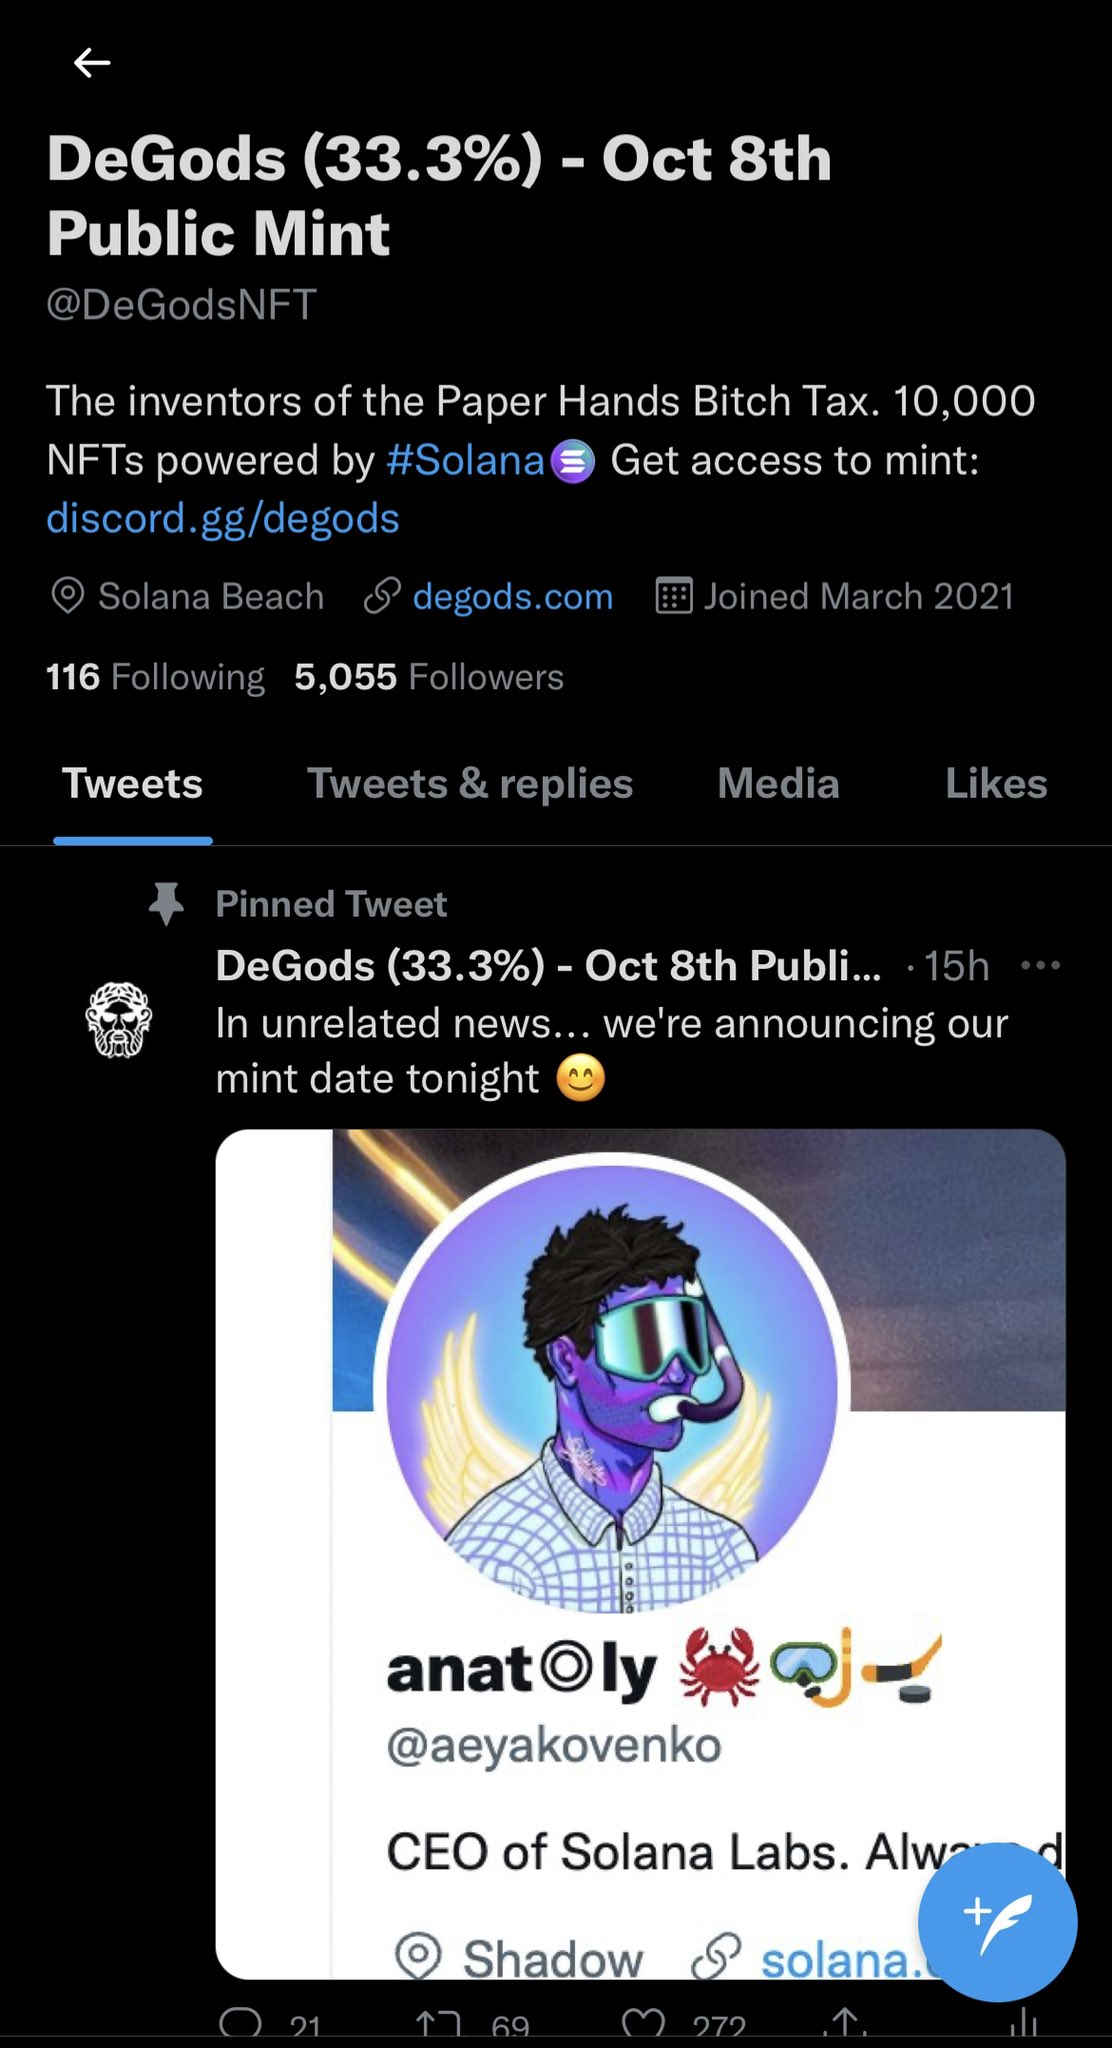 DeGods (33.3%) - Oct 8th
Public Mint
@DeGodsNFT
The inventors of the Paper Hands Bitch Tax. 10,000
NFTs powered by #Solana Get access to mint:
discord.gg/degods
Solana Beach degods.com Joined March 2021
116 Following 5,055 Followers
Tweets Tweets & replies Media Likes
Pinned Tweet
DeGods (33.3%) - Oct 8th Publi... · 15h
In unrelated news... we're announcing our
mint date tonight 😊
anat◎ly 🦀🤿🏒
@aeyakovenko
CEO of Solana Labs.
Shadow solana.
21 69 272